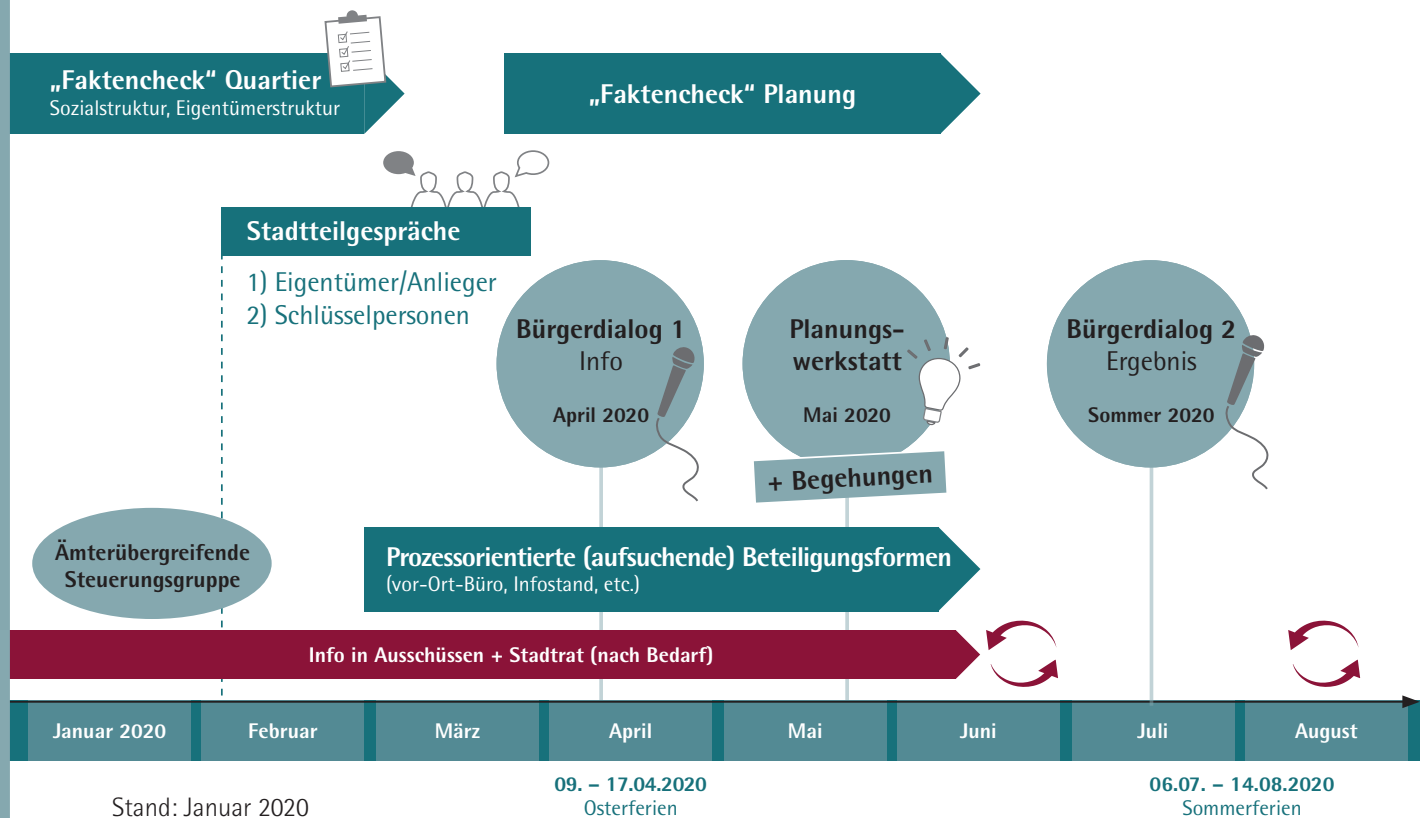 „Faktencheck" Quartier
Sozialstruktur, Eigentümerstruktur
„Faktencheck" Planung
Stadtteilgespräche
1) Eigentümer/Anlieger
2) Schlüsselpersonen
Bürgerdialog 1
Info
April 2020
Planungs-
werkstatt
Mai 2020
+ Begehungen
Bürgerdialog 2
Ergebnis
Sommer 2020
Ämterübergreifende
Steuerungsgruppe
Prozessorientierte (aufsuchende) Beteiligungsformen
(vor-Ort-Büro, Infostand, etc.)
Info in Ausschüssen + Stadtrat (nach Bedarf)
Januar 2020
Februar
März
April
Mai
Juni
Juli
August
09. – 17.04.2020
Osterferien
06.07. – 14.08.2020
Sommerferien
Stand: Januar 2020